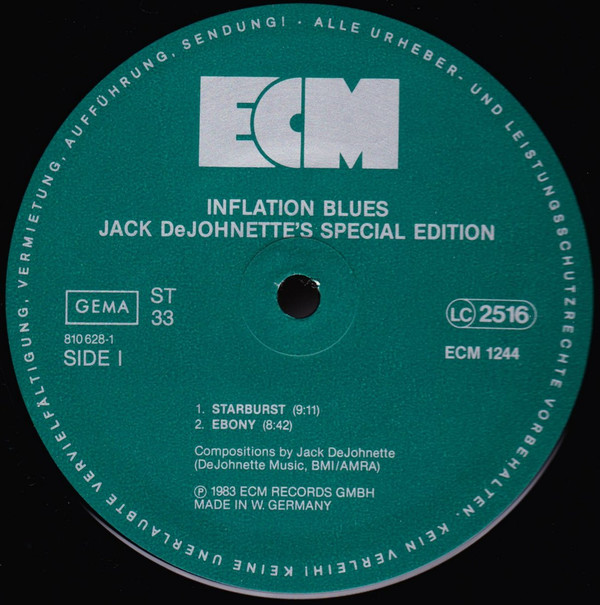 ALLE URHEBER- UND LEISTUNGSSCHUTZRECHTE VORBEHALTEN. KEIN VERLEIH! KEINE UNERLAUBTE VERVIELFÄLTIGUNG, VERMIETUNG, AUFFÜHRUNG, SENDUNG! ·
ECM
INFLATION BLUES
JACK DeJOHNETTE'S SPECIAL EDITION
GEMA
ST
33
LC 2516
810 628-1
SIDE I
ECM 1244
1. STARBURST (9:11)
2. EBONY (8:42)
Compositions by Jack DeJohnette
(DeJohnette Music, BMI/AMRA)
℗ 1983 ECM RECORDS GMBH
MADE IN W. GERMANY